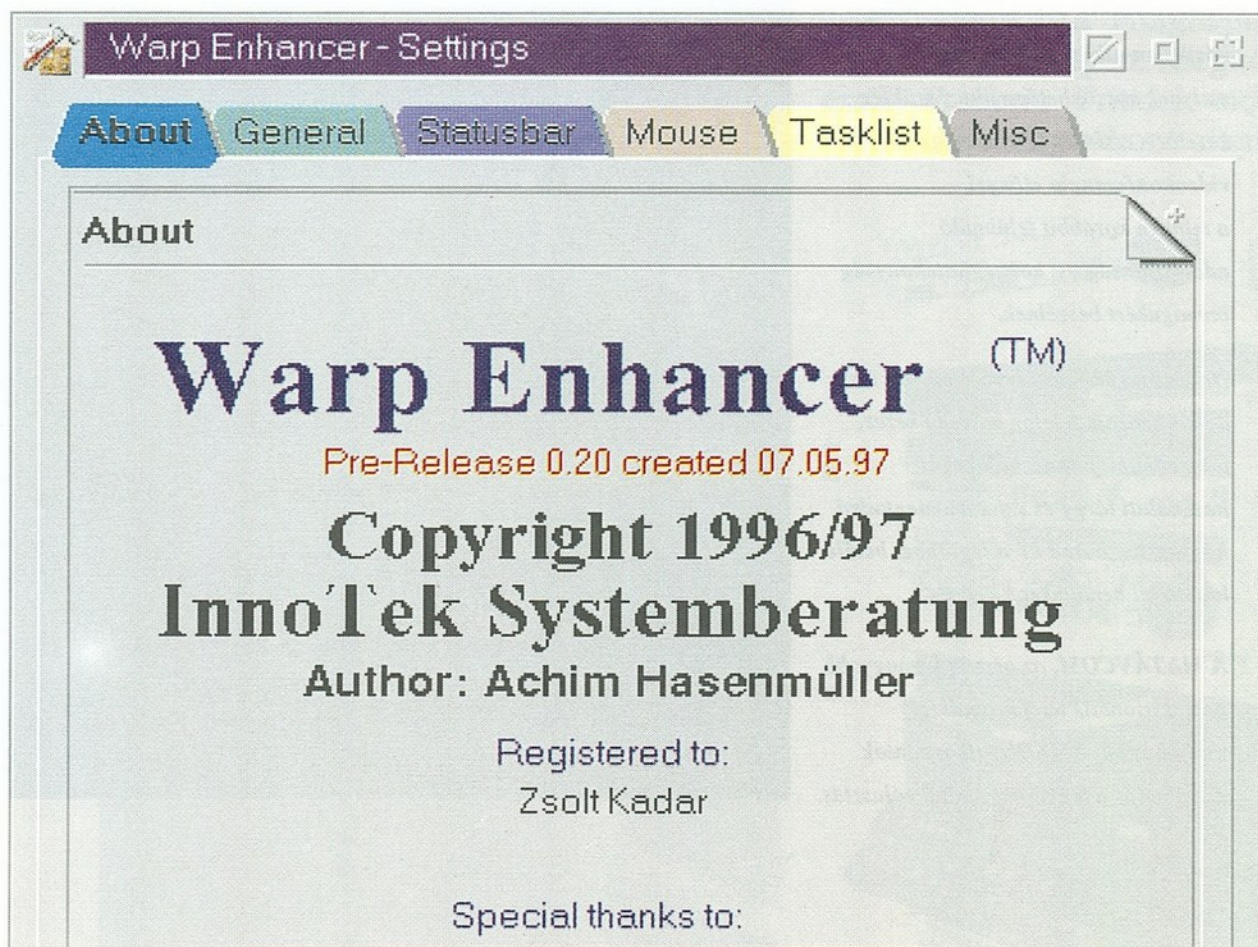 Warp Enhancer - Settings
About General Statusbar Mouse Tasklist Misc
About
Warp Enhancer (TM)
Pre-Release 0.20 created 07.05.97
Copyright 1996/97
InnoTek Systemberatung
Author: Achim Hasenmüller
Registered to:
Zsolt Kadar
Special thanks to: